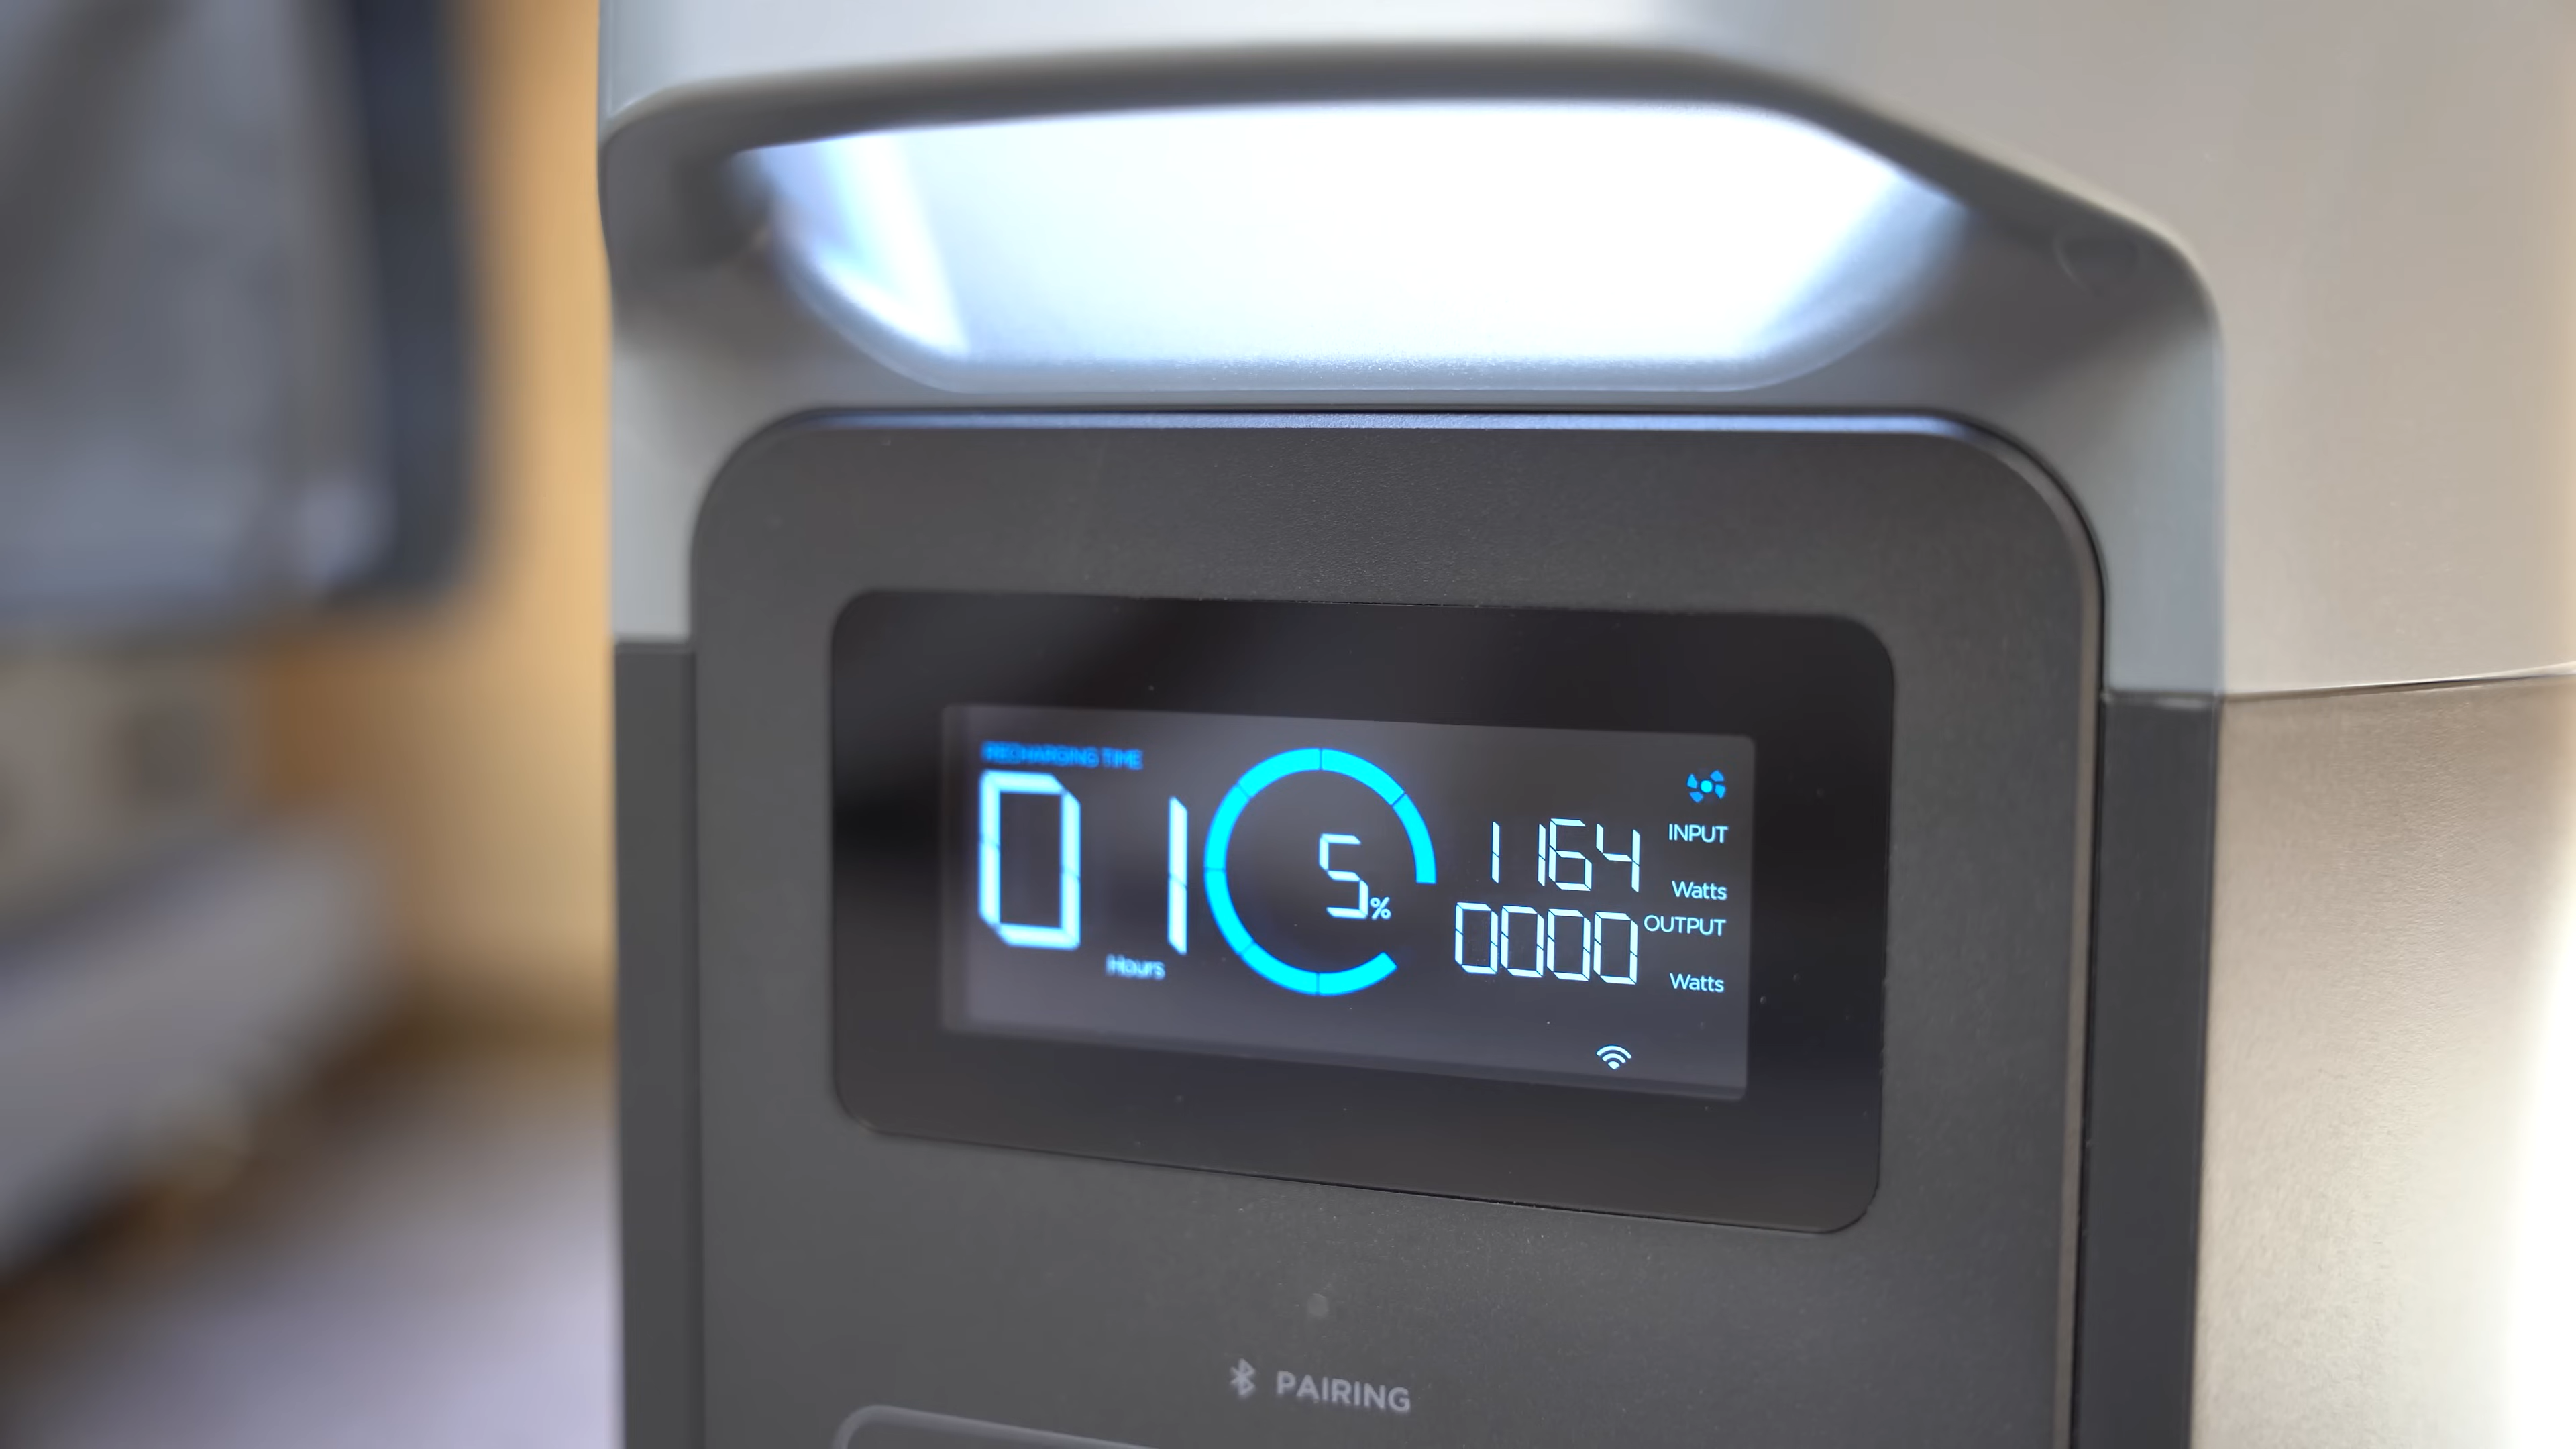 RECHARGING TIME
01
Hours
5%
1164
INPUT
Watts
0000
OUTPUT
Watts
PAIRING